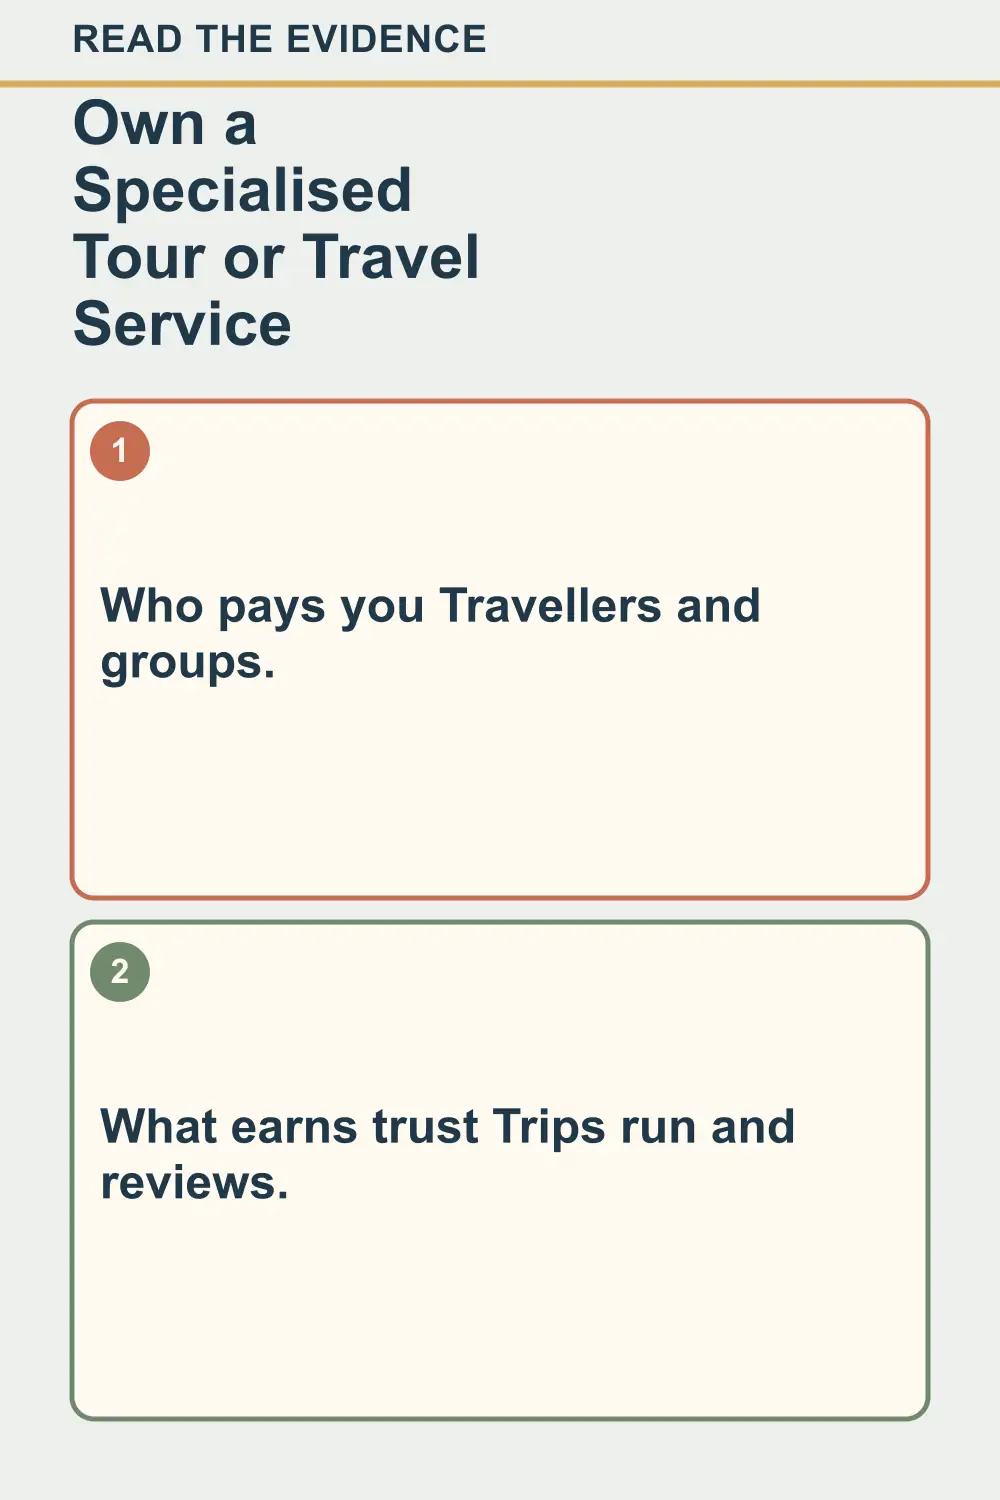 READ THE EVIDENCE
Own a
Specialised
Tour or Travel
Service
1
Who pays you Travellers and
groups.
2
What earns trust Trips run and
reviews.